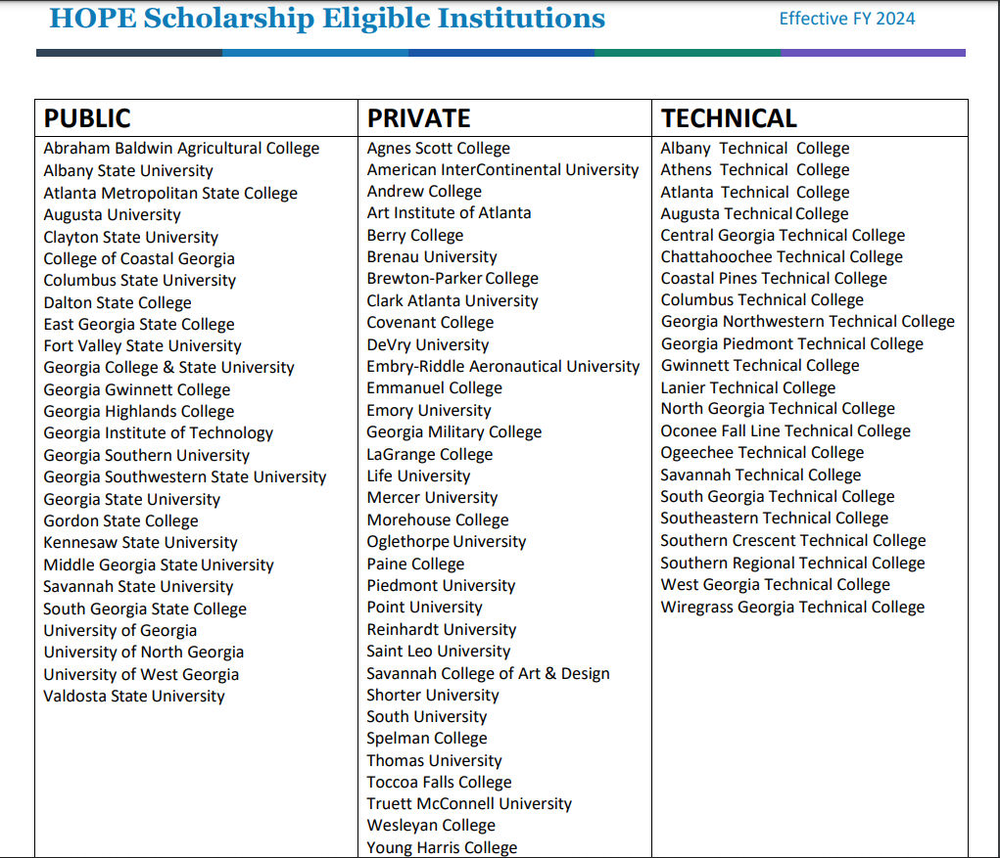 HOPE Scholarship Eligible Institutions
Effective FY 2024
PUBLIC
Abraham Baldwin Agricultural College
Albany State University
Atlanta Metropolitan State College
Augusta University
Clayton State University
College of Coastal Georgia
Columbus State University
Dalton State College
East Georgia State College
Fort Valley State University
Georgia College & State University
Georgia Gwinnett College
Georgia Highlands College
Georgia Institute of Technology
Georgia Southern University
Georgia Southwestern State University
Georgia State University
Gordon State College
Kennesaw State University
Middle Georgia State University
Savannah State University
South Georgia State College
University of Georgia
University of North Georgia
University of West Georgia
Valdosta State University
PRIVATE
Agnes Scott College
American InterContinental University
Andrew College
Art Institute of Atlanta
Berry College
Brenau University
Brewton-Parker College
Clark Atlanta University
Covenant College
DeVry University
Embry-Riddle Aeronautical University
Emmanuel College
Emory University
Georgia Military College
LaGrange College
Life University
Mercer University
Morehouse College
Oglethorpe University
Paine College
Piedmont University
Point University
Reinhardt University
Saint Leo University
Savannah College of Art & Design
Shorter University
South University
Spelman College
Thomas University
Toccoa Falls College
Truett McConnell University
Wesleyan College
Young Harris College
TECHNICAL
Albany Technical College
Athens Technical College
Atlanta Technical College
Augusta Technical College
Central Georgia Technical College
Chattahoochee Technical College
Coastal Pines Technical College
Columbus Technical College
Georgia Northwestern Technical College
Georgia Piedmont Technical College
Gwinnett Technical College
Lanier Technical College
North Georgia Technical College
Oconee Fall Line Technical College
Ogeechee Technical College
Savannah Technical College
South Georgia Technical College
Southeastern Technical College
Southern Crescent Technical College
Southern Regional Technical College
West Georgia Technical College
Wiregrass Georgia Technical College